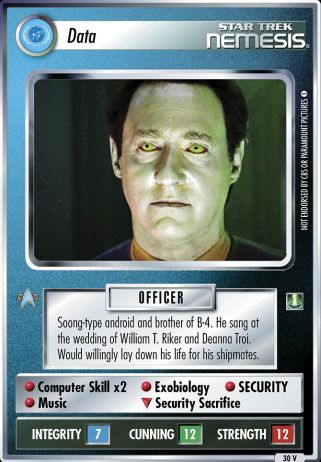 Data
STAR TREK
NEMESIS™
NOT ENDORSED BY CBS OR PARAMOUNT PICTURES
OFFICER
Soong-type android and brother of B-4. He sang at
the wedding of William T. Riker and Deanna Troi.
Would willingly lay down his life for his shipmates.
Computer Skill x2 Exobiology SECURITY
Music Security Sacrifice
INTEGRITY 7 CUNNING 12 STRENGTH 12
30 V